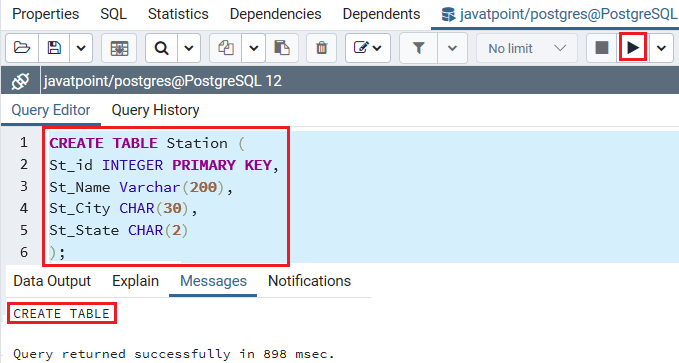 Properties SQL Statistics Dependencies Dependents javatpoint/postgres@PostgreSQL
No limit
javatpoint/postgres@PostgreSQL 12
Query Editor Query History
1 CREATE TABLE Station (
2 St_id INTEGER PRIMARY KEY,
3 St_Name Varchar(200),
4 St_City CHAR(30),
5 St_State CHAR(2)
6 );
Data Output Explain Messages Notifications
CREATE TABLE
Query returned successfully in 898 msec.